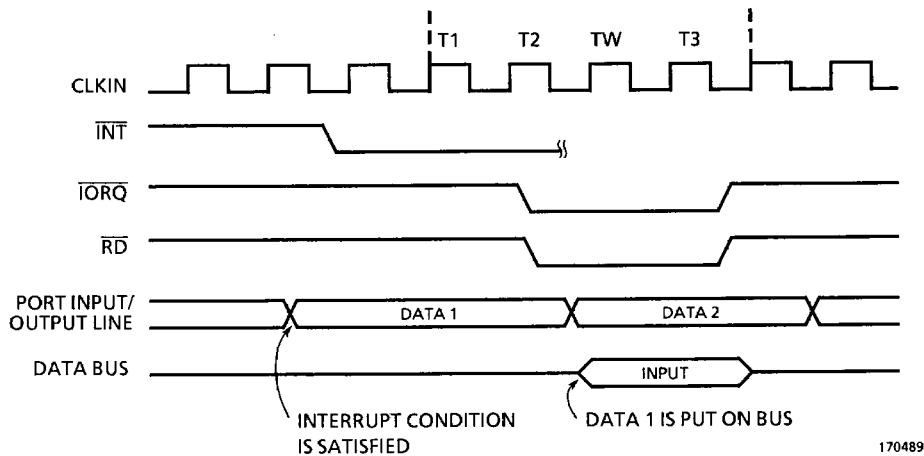 T1 T2 TW T3
CLKIN
INT
IORQ
RD
PORT INPUT/
OUTPUT LINE
DATA 1 DATA 2
DATA BUS
INPUT
INTERRUPT CONDITION
IS SATISFIED
DATA 1 IS PUT ON BUS
170489